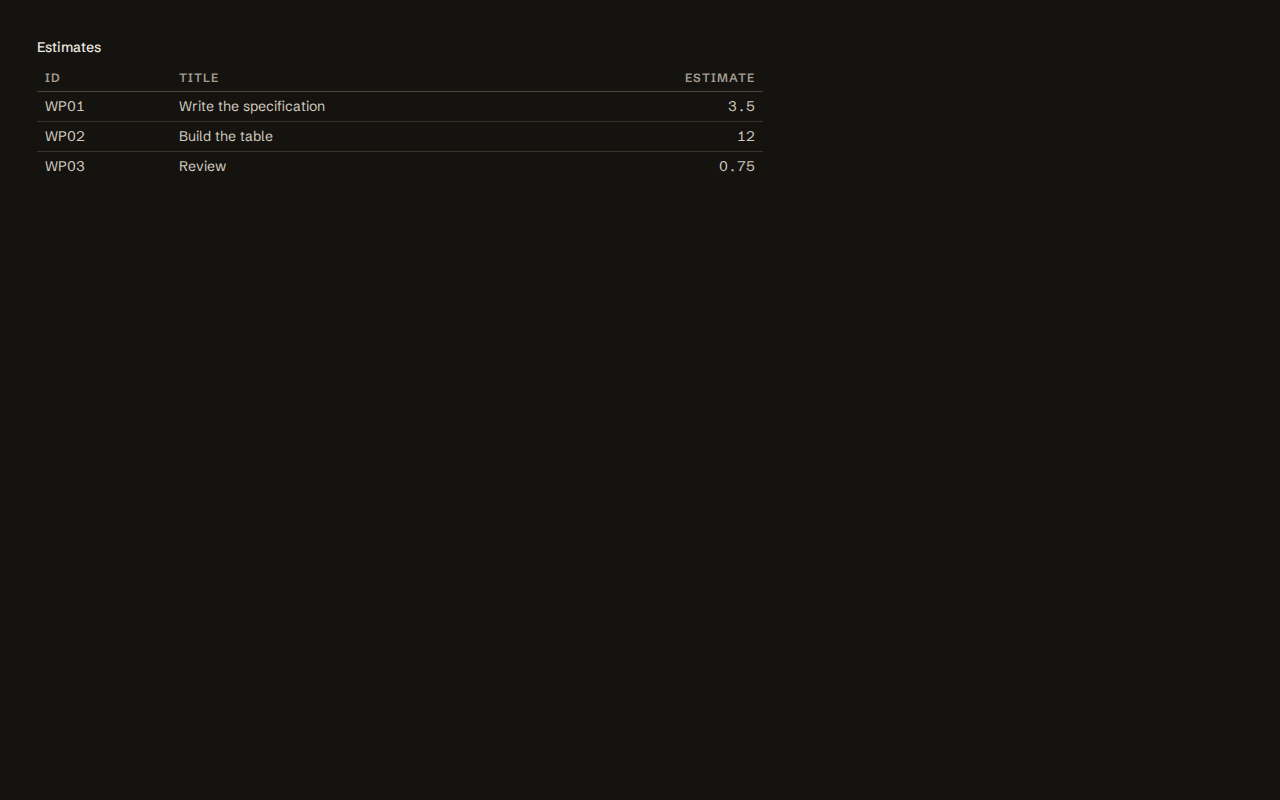 Estimates
ID TITLE ESTIMATE
WP01 Write the specification 3.5
WP02 Build the table 12
WP03 Review 0.75